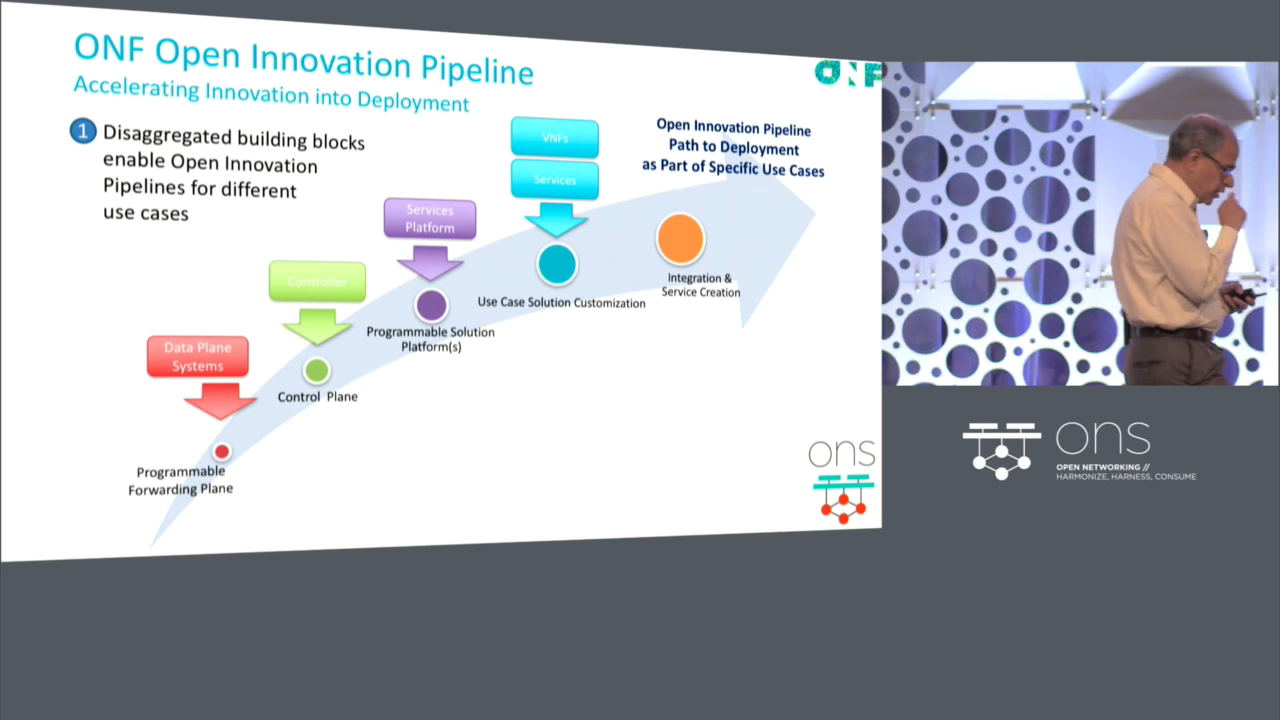 ONF Open Innovation Pipeline
Accelerating Innovation into Deployment
ONF
1 Disaggregated building blocks
enable Open Innovation
Pipelines for different
use cases
VNFs
Services
Open Innovation Pipeline
Path to Deployment
as Part of Specific Use Cases
Services
Platform
Controller
Data Plane
Systems
Integration &
Service Creation
Use Case Solution Customization
Programmable Solution
Platform(s)
Control Plane
Programmable
Forwarding Plane
ons
ons
OPEN NETWORKING //
HARMONIZE, HARNESS, CONSUME